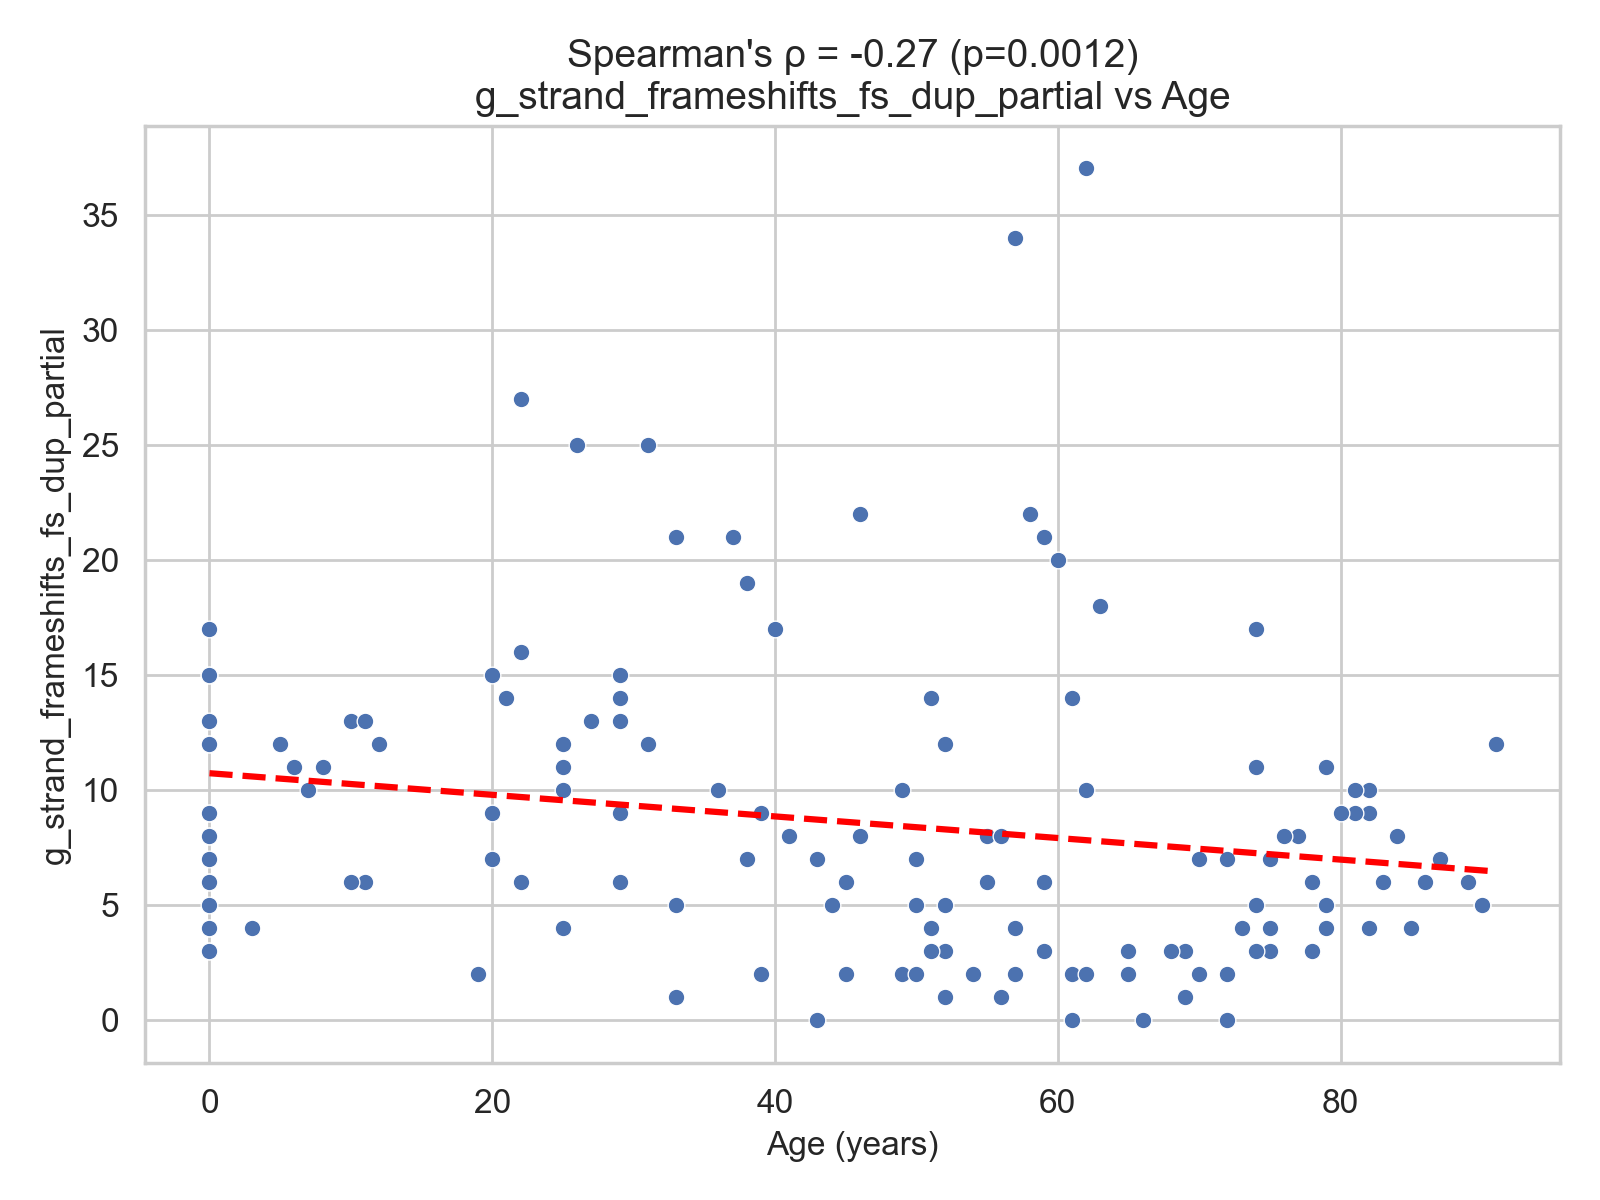 Spearman's ρ = -0.27 (p=0.0012)
g_strand_frameshifts_fs_dup_partial vs Age
g_strand_frameshifts_fs_dup_partial
35
30
25
20
15
10
5
0
0 20 40 60 80
Age (years)